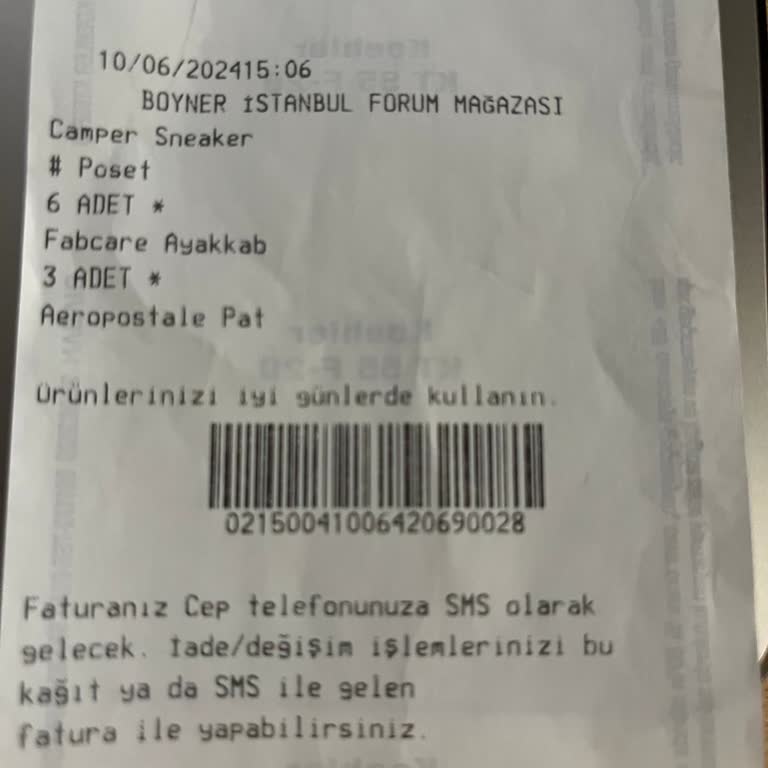 10/06/202415:06
BOYNER İSTANBUL FORUM MAĞAZASI
Camper Sneaker
# Poset
6 ADET *
Fabcare Ayakkab
3 ADET *
Aeropostale Pat
Ürünlerinizi iyi günlerde kullanın.
02150041006420690028
Faturanız Cep telefonunuza SMS olarak
gelecek. İade/değişim işlemlerinizi bu
kağıt ya da SMS ile gelen
fatura ile yapabilirsiniz.